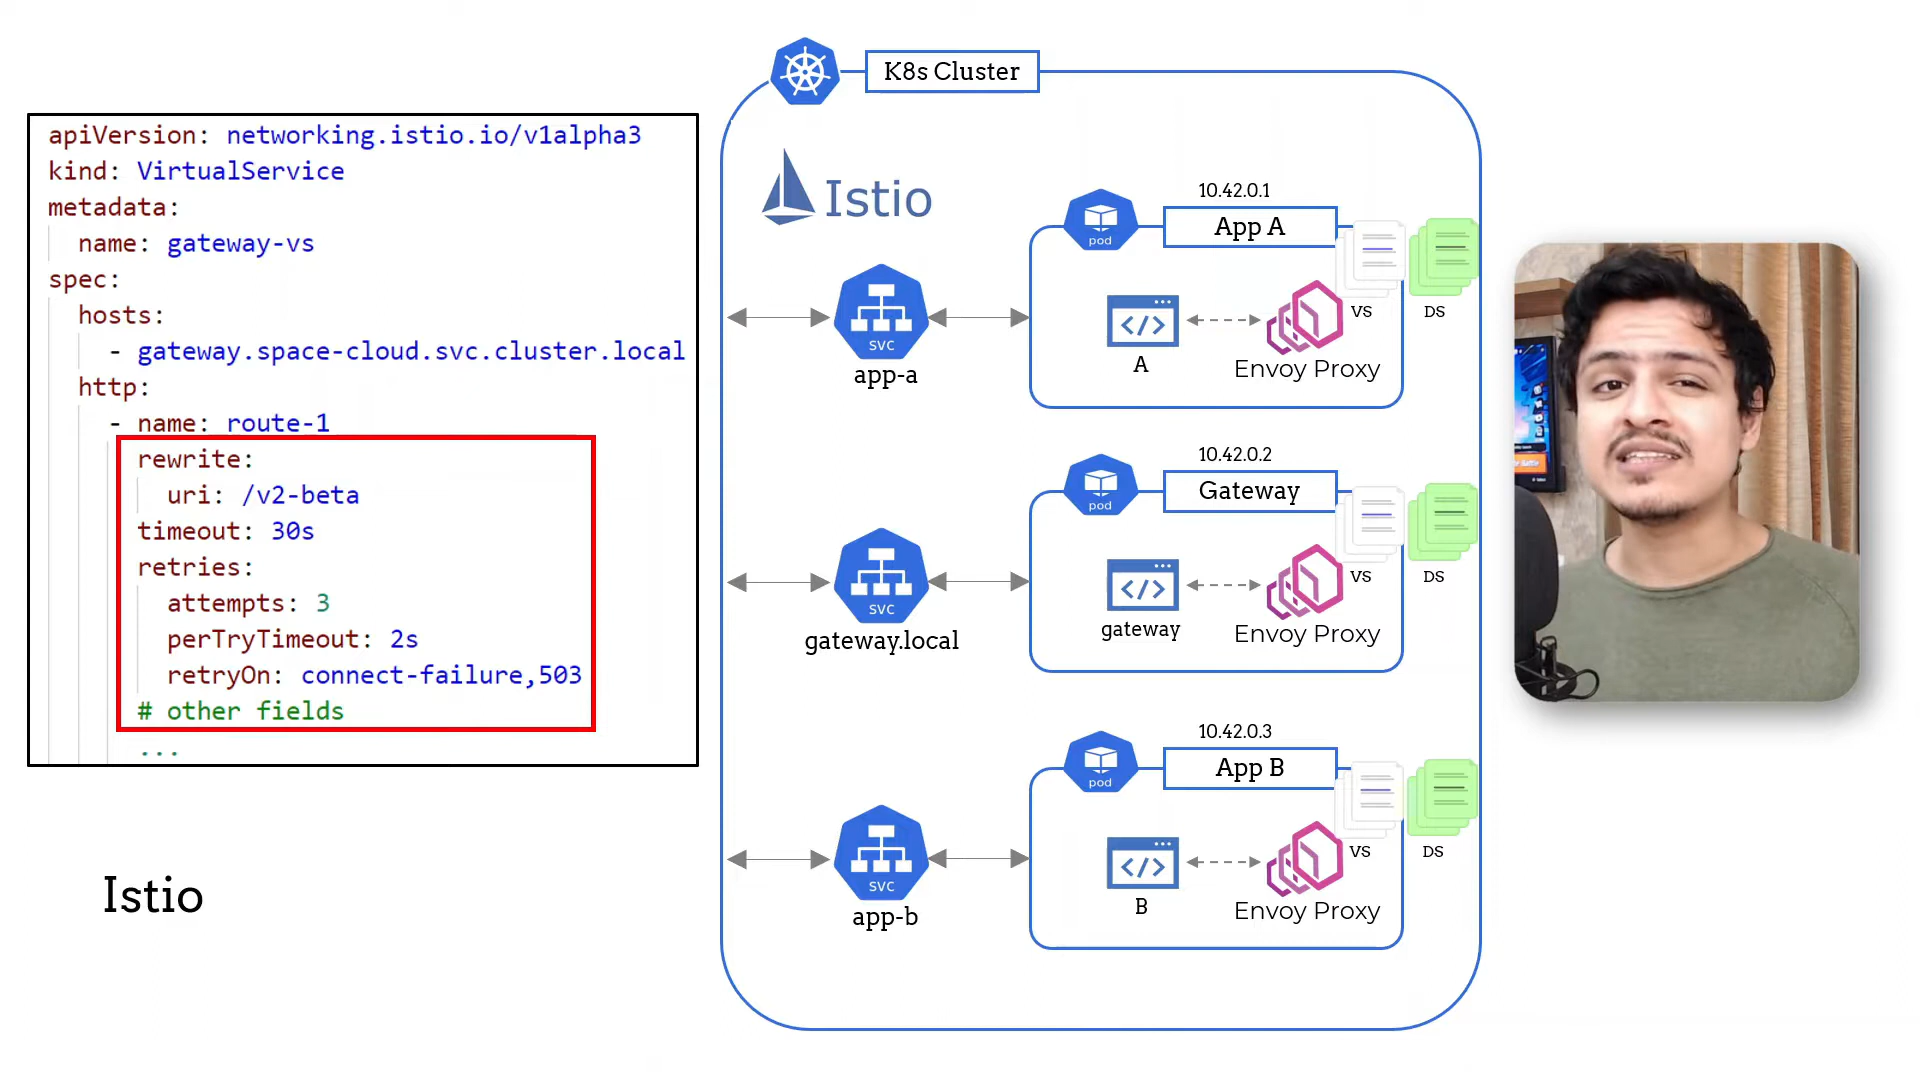 K8s Cluster
apiVersion: networking.istio.io/v1alpha3
kind: VirtualService
metadata:
name: gateway-vs
spec:
hosts:
- gateway.space-cloud.svc.cluster.local
http:
- name: route-1
rewrite:
uri: /v2-beta
timeout: 30s
retries:
attempts: 3
perTryTimeout: 2s
retryOn: connect-failure,503
# other fields
...
Istio
Istio
svc
app-a
10.42.0.1
pod
App A
A
Envoy Proxy
VS
DS
svc
gateway.local
10.42.0.2
pod
Gateway
gateway
Envoy Proxy
VS
DS
svc
app-b
10.42.0.3
pod
App B
B
Envoy Proxy
VS
DS